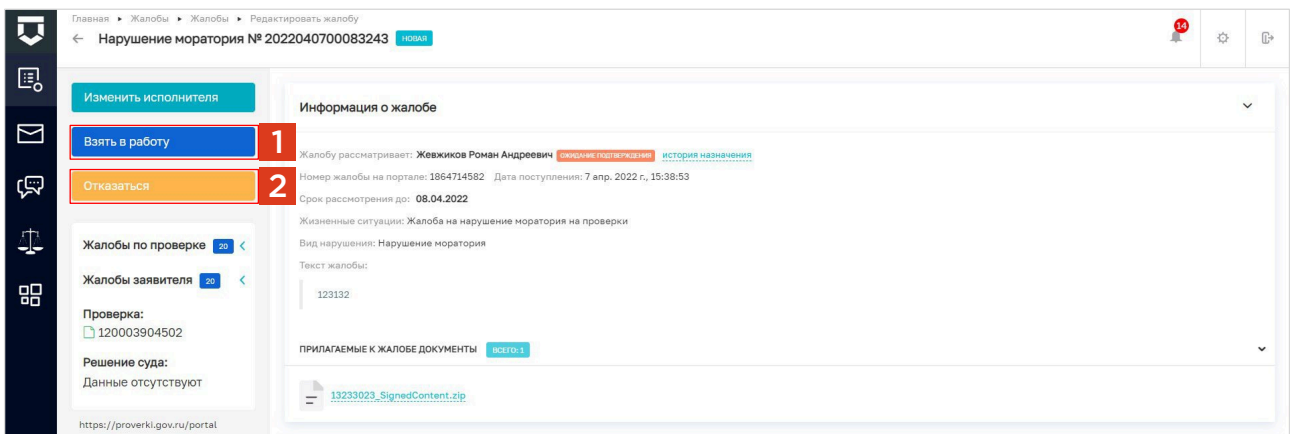 Главная ▸ Жалобы ▸ Жалобы ▸ Редактировать жалобу
← Нарушение моратория № 2022040700083243 НОВАЯ
14
Изменить исполнителя
Взять в работу 1
Отказаться 2
Жалобы по проверке 20
Жалобы заявителя 20
Проверка:
120003904502
Решение суда:
Данные отсутствуют
https://proverki.gov.ru/portal
Информация о жалобе
Жалобу рассматривает: Жевжиков Роман Андреевич ОЖИДАНИЕ ПОДТВЕРЖДЕНИЯ история назначения
Номер жалобы на портале: 1864714582 Дата поступления: 7 апр. 2022 г., 15:38:53
Срок рассмотрения до: 08.04.2022
Жизненные ситуации: Жалоба на нарушение моратория на проверки
Вид нарушения: Нарушение моратория
Текст жалобы:
123132
ПРИЛАГАЕМЫЕ К ЖАЛОБЕ ДОКУМЕНТЫ ВСЕГО: 1
13233023_SignedContent.zip